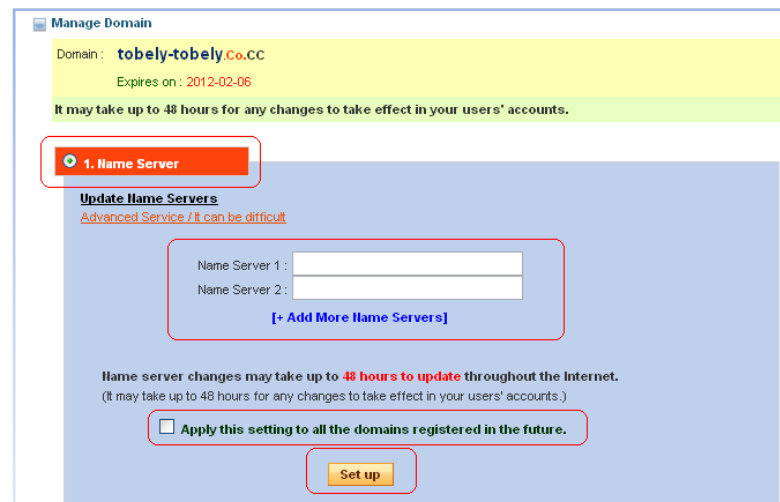 Manage Domain
Domain : tobely-tobely.Co.CC
Expires on : 2012-02-06
It may take up to 48 hours for any changes to take effect in your users' accounts.
1. Name Server
Update Name Servers
Advanced Service / It can be difficult
Name Server 1 :
Name Server 2 :
[+ Add More Name Servers]
Name server changes may take up to 48 hours to update throughout the Internet.
(It may take up to 48 hours for any changes to take effect in your users' accounts.)
Apply this setting to all the domains registered in the future.
Set up